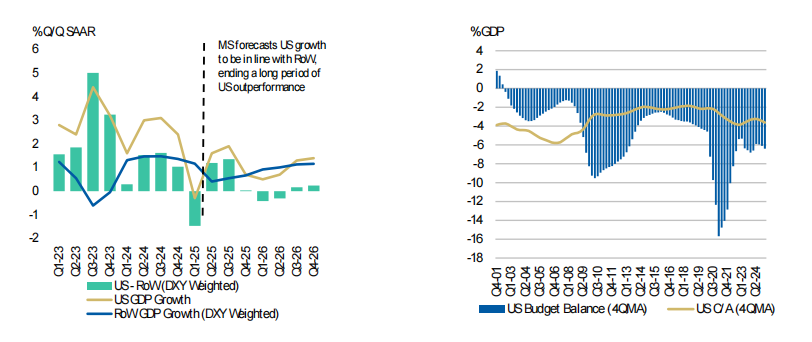 %Q/Q SAAR
MS forecasts US growth
to be in line with RoW,
ending a long period of
US outperformance
6
5
4
3
2
1
0
-1
-2
Q1-23
Q2-23
Q3-23
Q4-23
Q1-24
Q2-24
Q3-24
Q4-24
Q1-25
Q2-25
Q3-25
Q4-25
Q1-26
Q2-26
Q3-26
Q4-26
US - RoW (DXY Weighted)
US GDP Growth
RoW GDP Growth (DXY Weighted)
%GDP
4
2
0
-2
-4
-6
-8
-10
-12
-14
-16
-18
Q4-01
Q1-03
Q2-04
Q3-05
Q4-06
Q1-08
Q2-09
Q3-10
Q4-11
Q1-13
Q2-14
Q3-15
Q4-16
Q1-18
Q2-19
Q3-20
Q4-21
Q1-23
Q2-24
US Budget Balance (4QMA)
US C/A (4QMA)